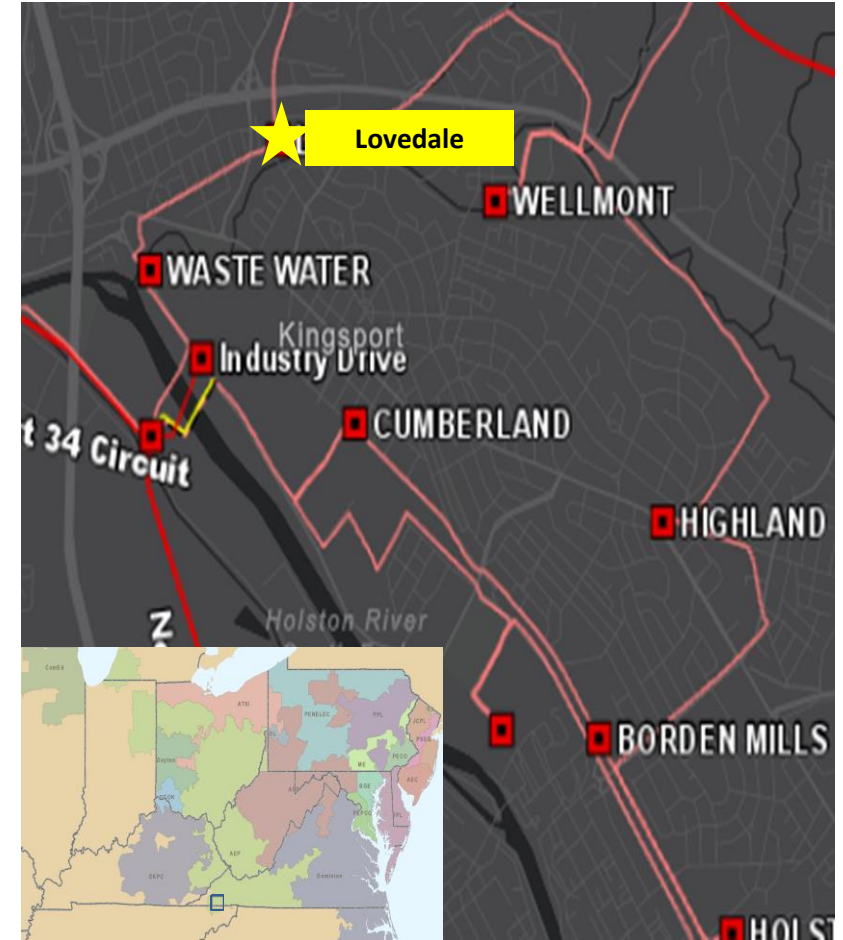 Lovedale
WELLMONT
WASTE WATER
Kingsport
Industry Drive
CUMBERLAND
t 34 Circuit
HIGHLAND
Holston River
BORDEN MILLS
HOLST
ComEd
ATSI
PENELEC
PPL
JCPL
PSEG
Dayton
ME
PECO
AEC
BGE
PEPCO
DPL
AEP
EKPC
Dominion